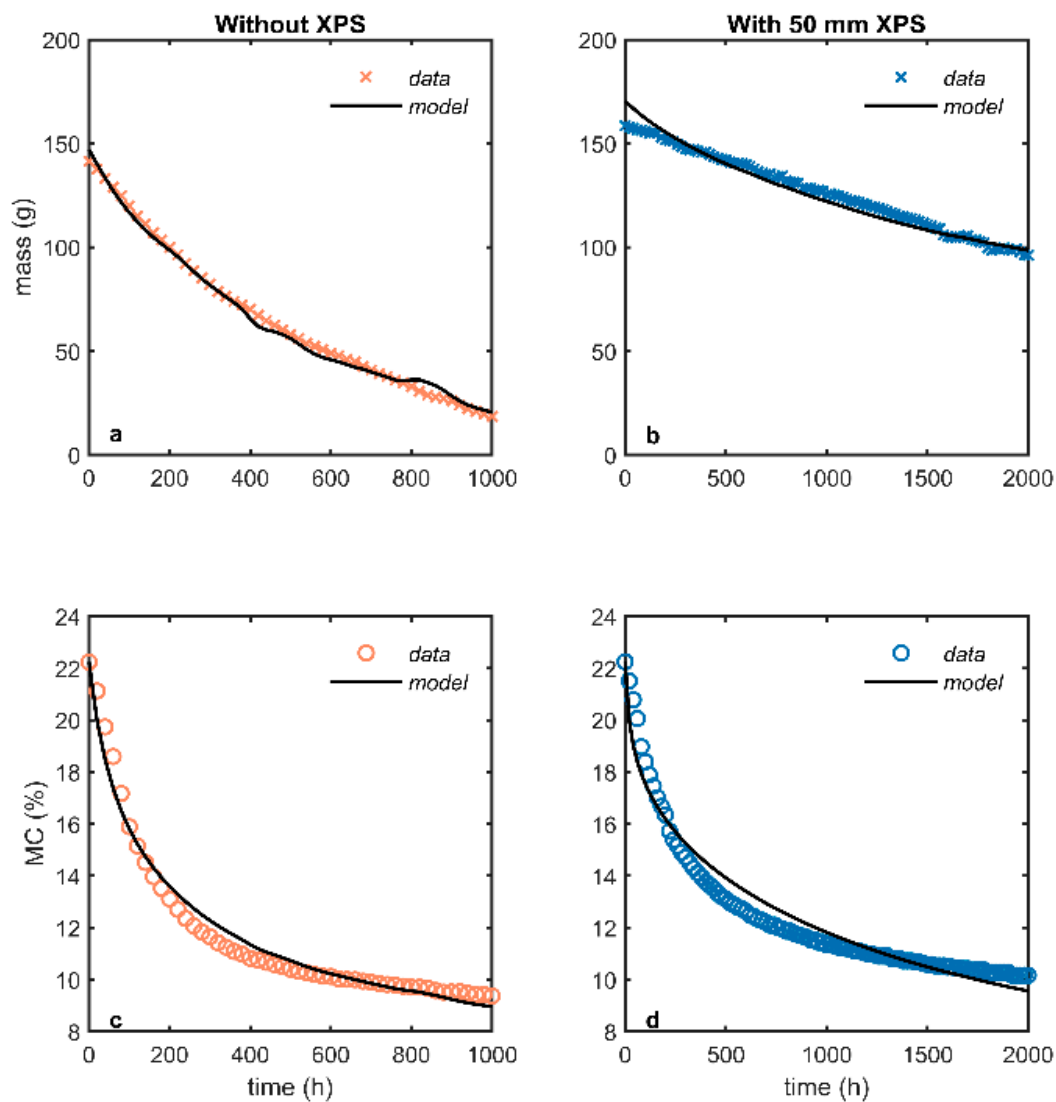 Without XPS
200
150
100
50
0
mass (g)
data
model
a
0 200 400 600 800 1000
With 50 mm XPS
200
150
100
50
0
data
model
b
0 500 1000 1500 2000
24
22
20
18
16
14
12
10
8
MC (%)
data
model
c
0 200 400 600 800 1000
time (h)
24
22
20
18
16
14
12
10
8
data
model
d
0 500 1000 1500 2000
time (h)